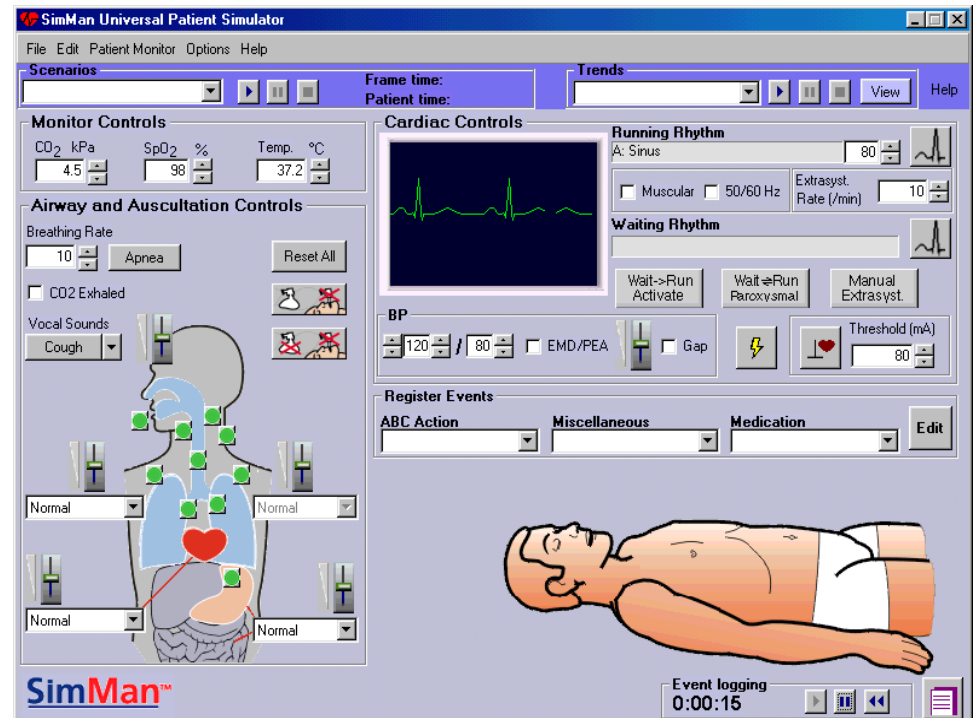 SimMan Universal Patient Simulator
File Edit Patient Monitor Options Help
Scenarios
Frame time:
Patient time:
Trends
View
Help
Monitor Controls
CO2 kPa
SpO2 %
Temp. °C
4.5
98
37.2
Airway and Auscultation Controls
Breathing Rate
10
Apnea
Reset All
CO2 Exhaled
Vocal Sounds
Cough
Normal
Normal
Normal
Normal
Cardiac Controls
Running Rhythm
A: Sinus
80
Muscular
50/60 Hz
Extrasyst.
Rate (/min)
10
Waiting Rhythm
Wait->Run
Activate
Wait⇌Run
Paroxysmal
Manual
Extrasyst.
BP
120 / 80
EMD/PEA
Gap
Threshold (mA)
80
Register Events
ABC Action
Miscellaneous
Medication
Edit
SimMan™
Event logging
0:00:15